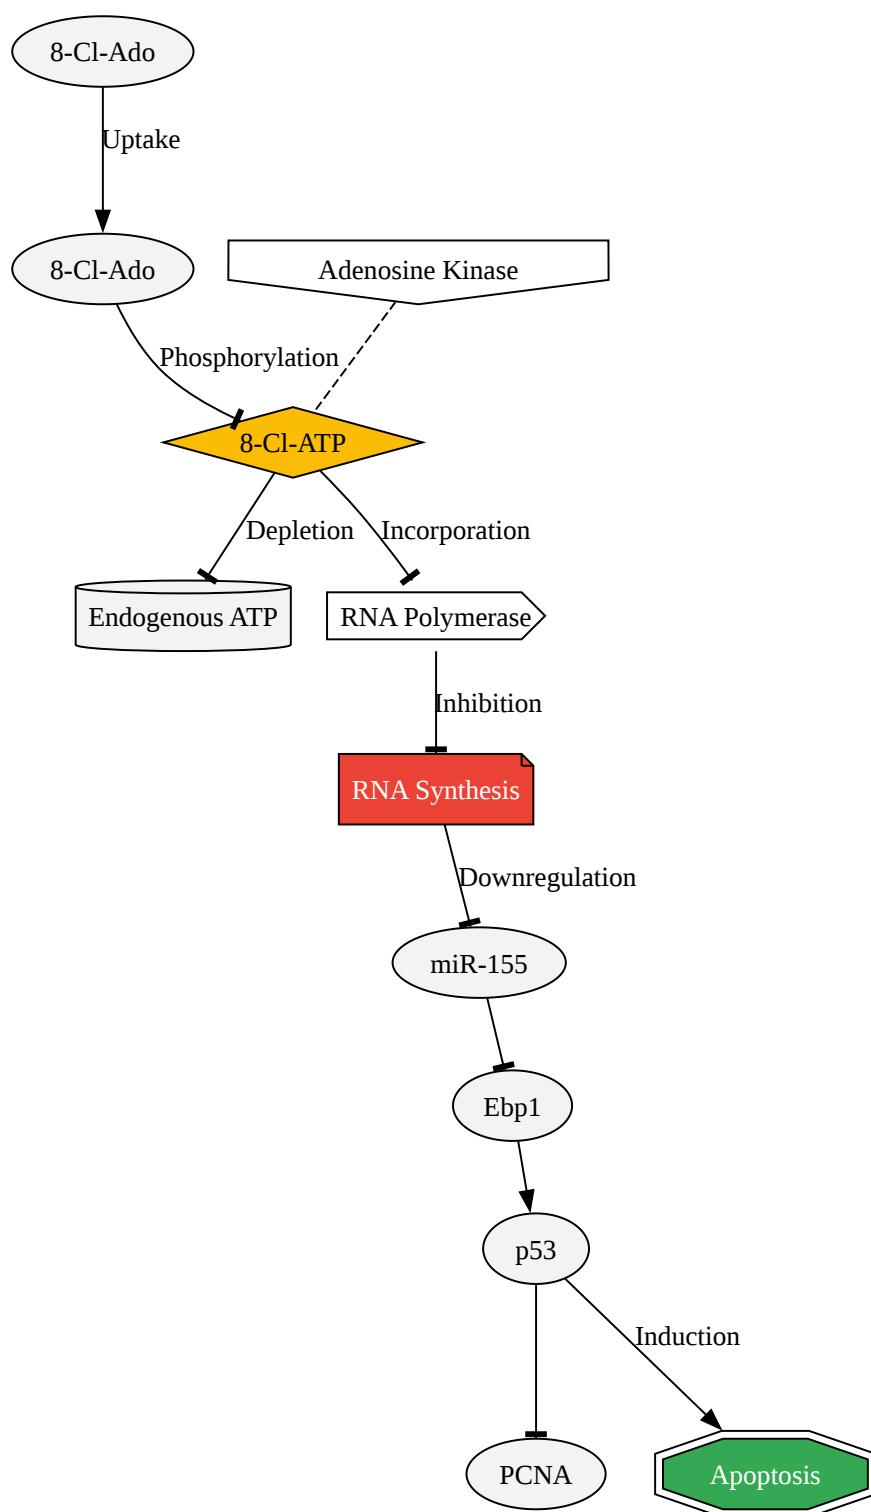 8-Cl-Ado
Uptake
8-Cl-Ado
Adenosine Kinase
Phosphorylation
8-Cl-ATP
Depletion
Incorporation
Endogenous ATP
RNA Polymerase
Inhibition
RNA Synthesis
Downregulation
miR-155
Ebp1
p53
Induction
PCNA
Apoptosis